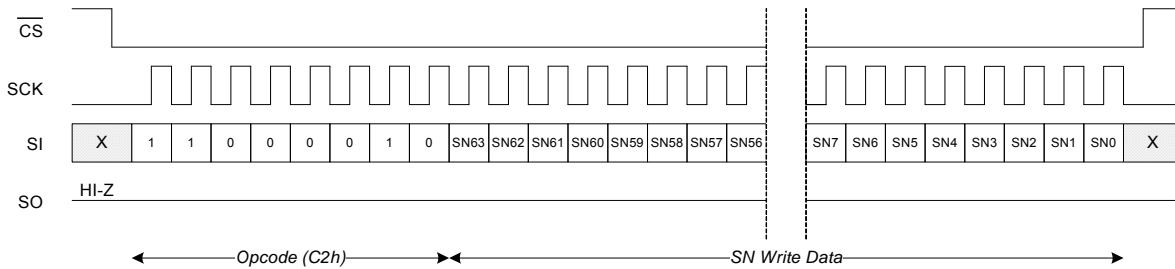 CS
SCK
SI X 1 1 0 0 0 0 1 0 SN63 SN62 SN61 SN60 SN59 SN58 SN57 SN56 SN7 SN6 SN5 SN4 SN3 SN2 SN1 SN0 X
HI-Z
SO
Opcode (C2h) SN Write Data